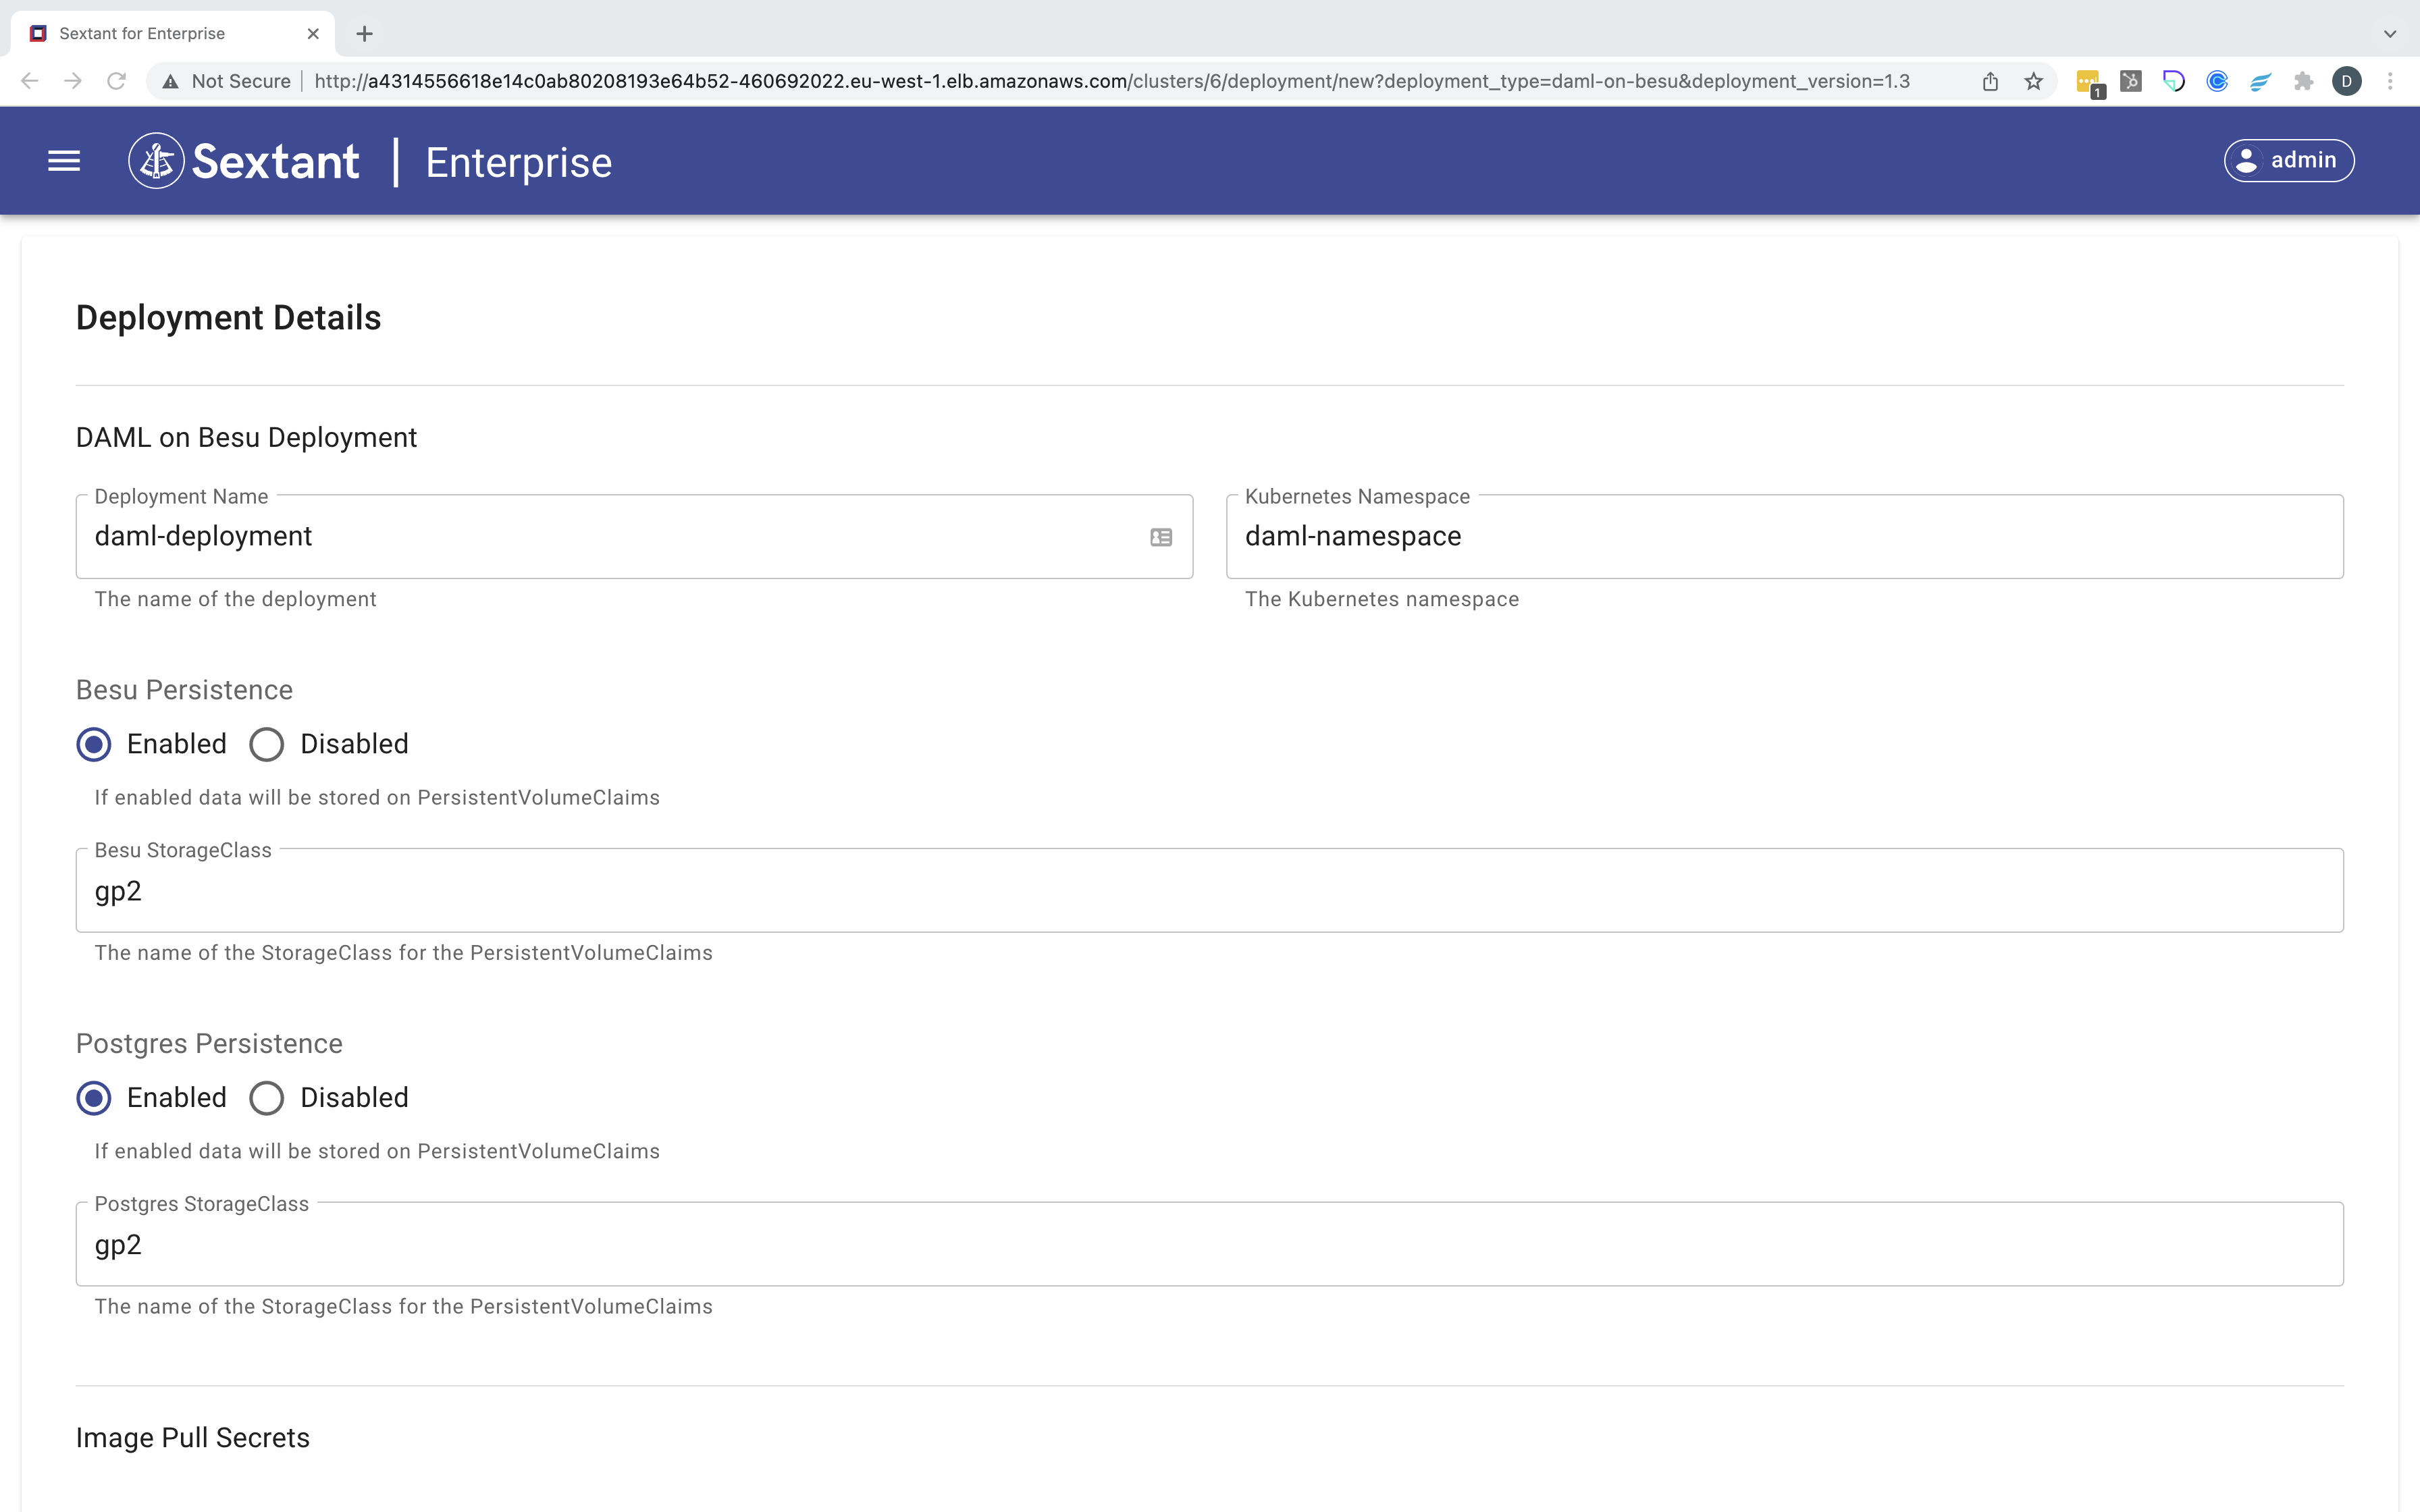 Sextant for Enterprise
Not Secure | http://a4314556618e14c0ab80208193e64b52-460692022.eu-west-1.elb.amazonaws.com/clusters/6/deployment/new?deployment_type=daml-on-besu&deployment_version=1.3
1
D
Sextant | Enterprise
admin
Deployment Details
DAML on Besu Deployment
Deployment Name
daml-deployment
The name of the deployment
Kubernetes Namespace
daml-namespace
The Kubernetes namespace
Besu Persistence
Enabled Disabled
If enabled data will be stored on PersistentVolumeClaims
Besu StorageClass
gp2
The name of the StorageClass for the PersistentVolumeClaims
Postgres Persistence
Enabled Disabled
If enabled data will be stored on PersistentVolumeClaims
Postgres StorageClass
gp2
The name of the StorageClass for the PersistentVolumeClaims
Image Pull Secrets